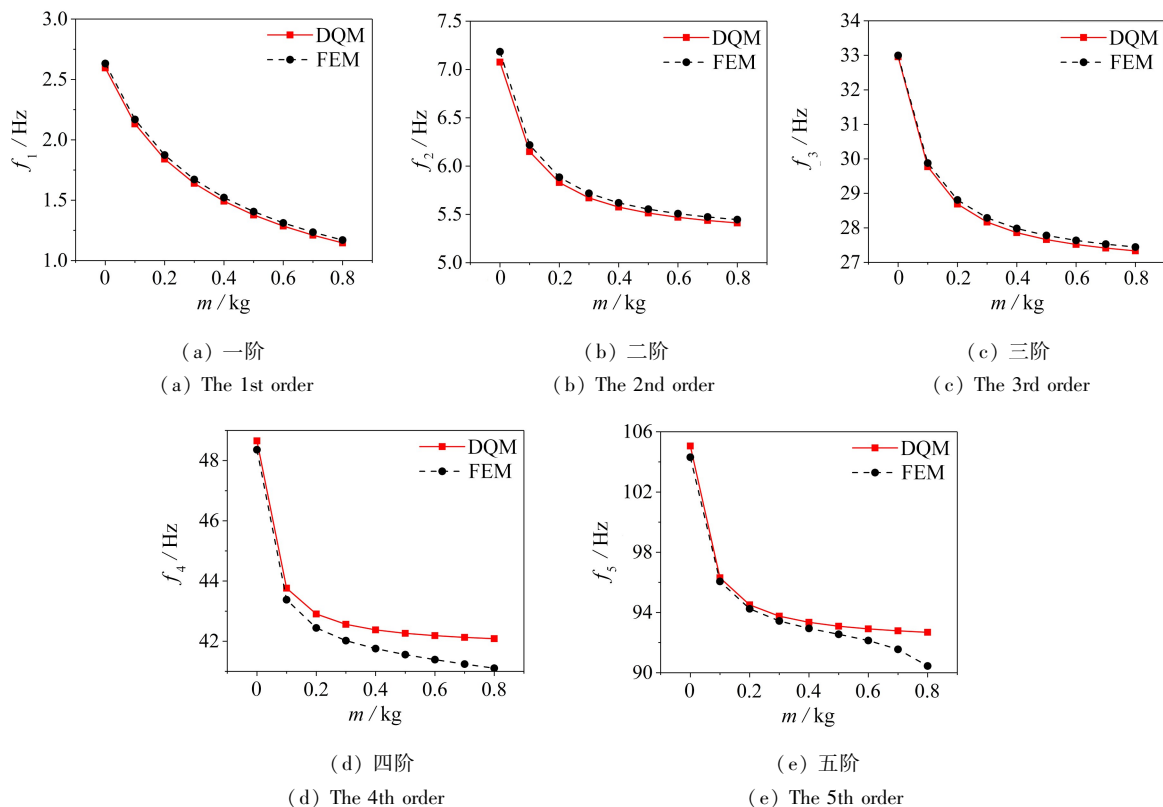 3.0
2.5
2.0
1.5
1.0
f1 / Hz
DQM
FEM
0 0.2 0.4 0.6 0.8
m / kg
(a) 一阶
(a) The 1st order
7.5
7.0
6.5
6.0
5.5
5.0
f2 / Hz
DQM
FEM
0 0.2 0.4 0.6 0.8
m / kg
(b) 二阶
(b) The 2nd order
34
33
32
31
30
29
28
27
f3 / Hz
DQM
FEM
0 0.2 0.4 0.6 0.8
m / kg
(c) 三阶
(c) The 3rd order
48
46
44
42
f4 / Hz
DQM
FEM
0 0.2 0.4 0.6 0.8
m / kg
(d) 四阶
(d) The 4th order
106
102
98
94
90
f5 / Hz
DQM
FEM
0 0.2 0.4 0.6 0.8
m / kg
(e) 五阶
(e) The 5th order